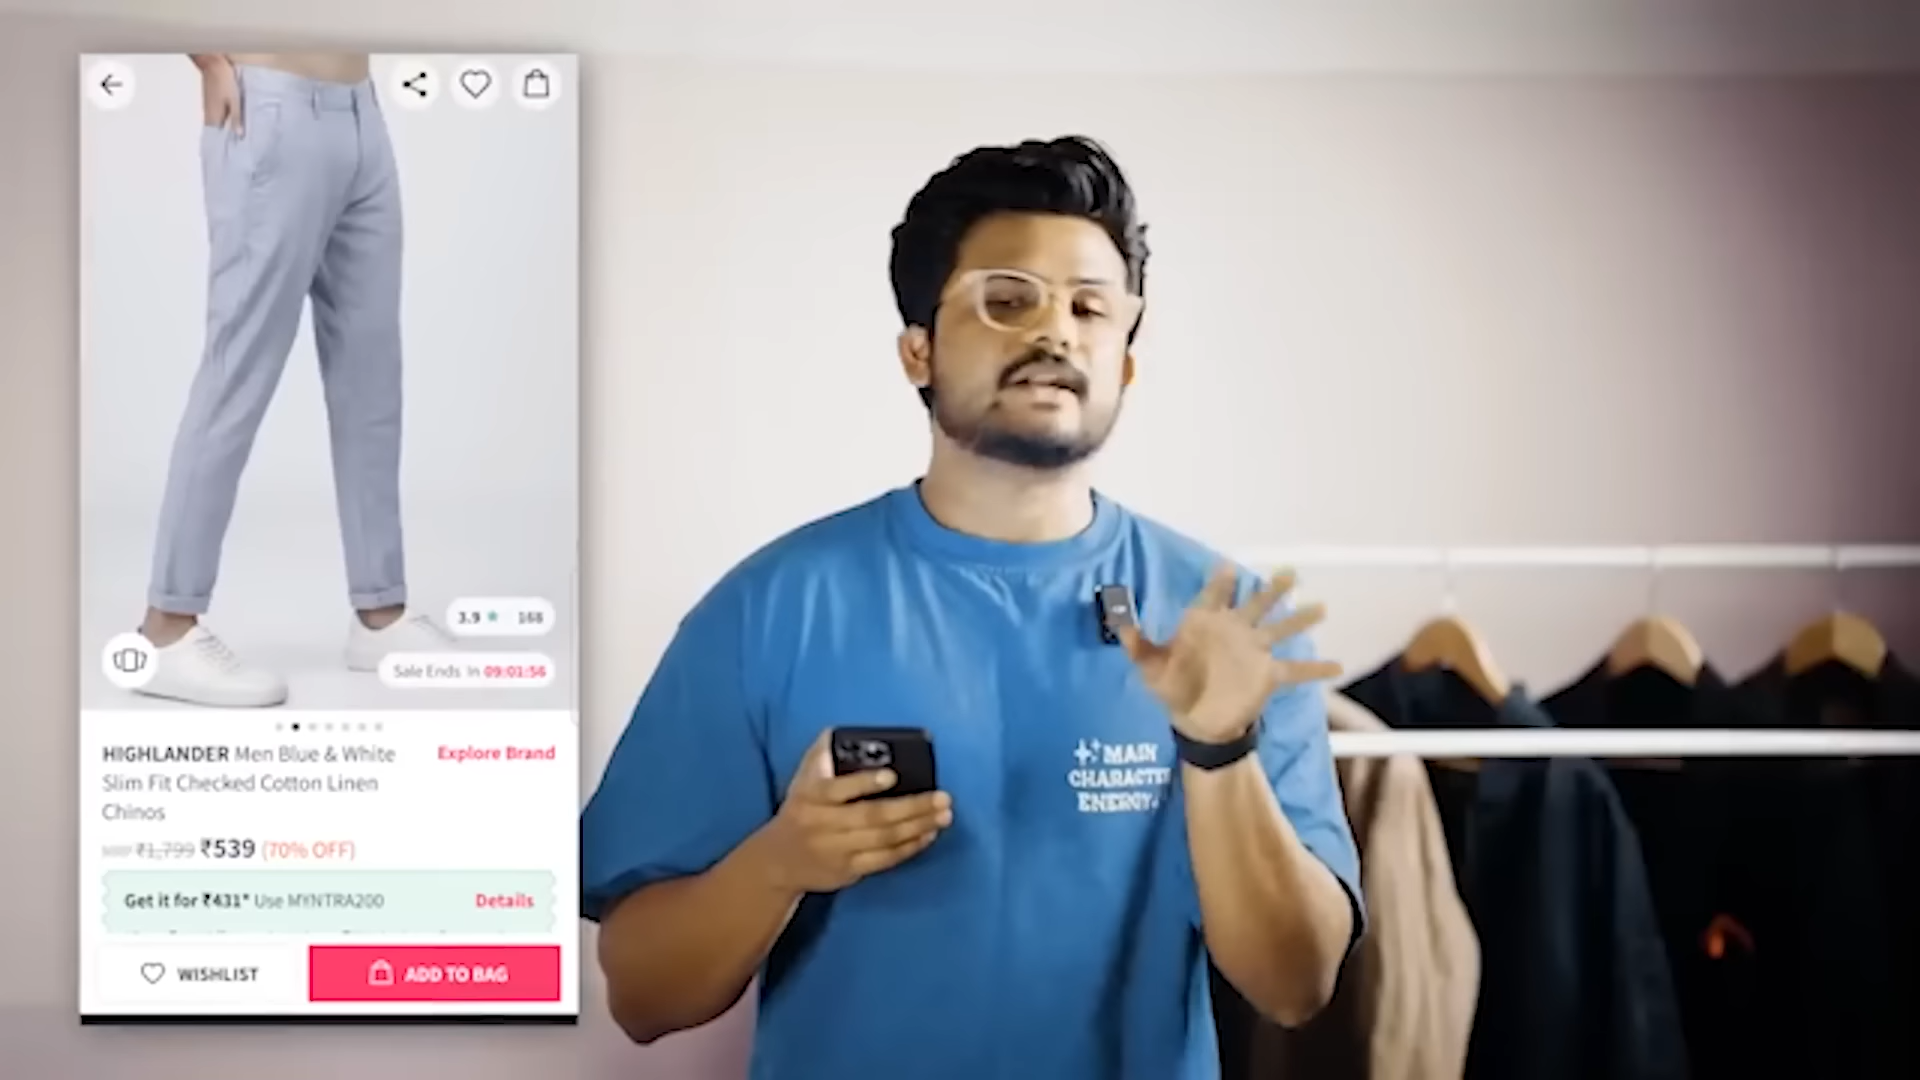 3.9 ★ 168
Sale Ends In 09:01:56
HIGHLANDER Men Blue & White
Slim Fit Checked Cotton Linen
Chinos
Explore Brand
MRP ₹1,799 ₹539 (70% OFF)
Get it for ₹431* Use MYNTRA200
Details
WISHLIST
ADD TO BAG
MAIN
CHARACTER
ENERGY